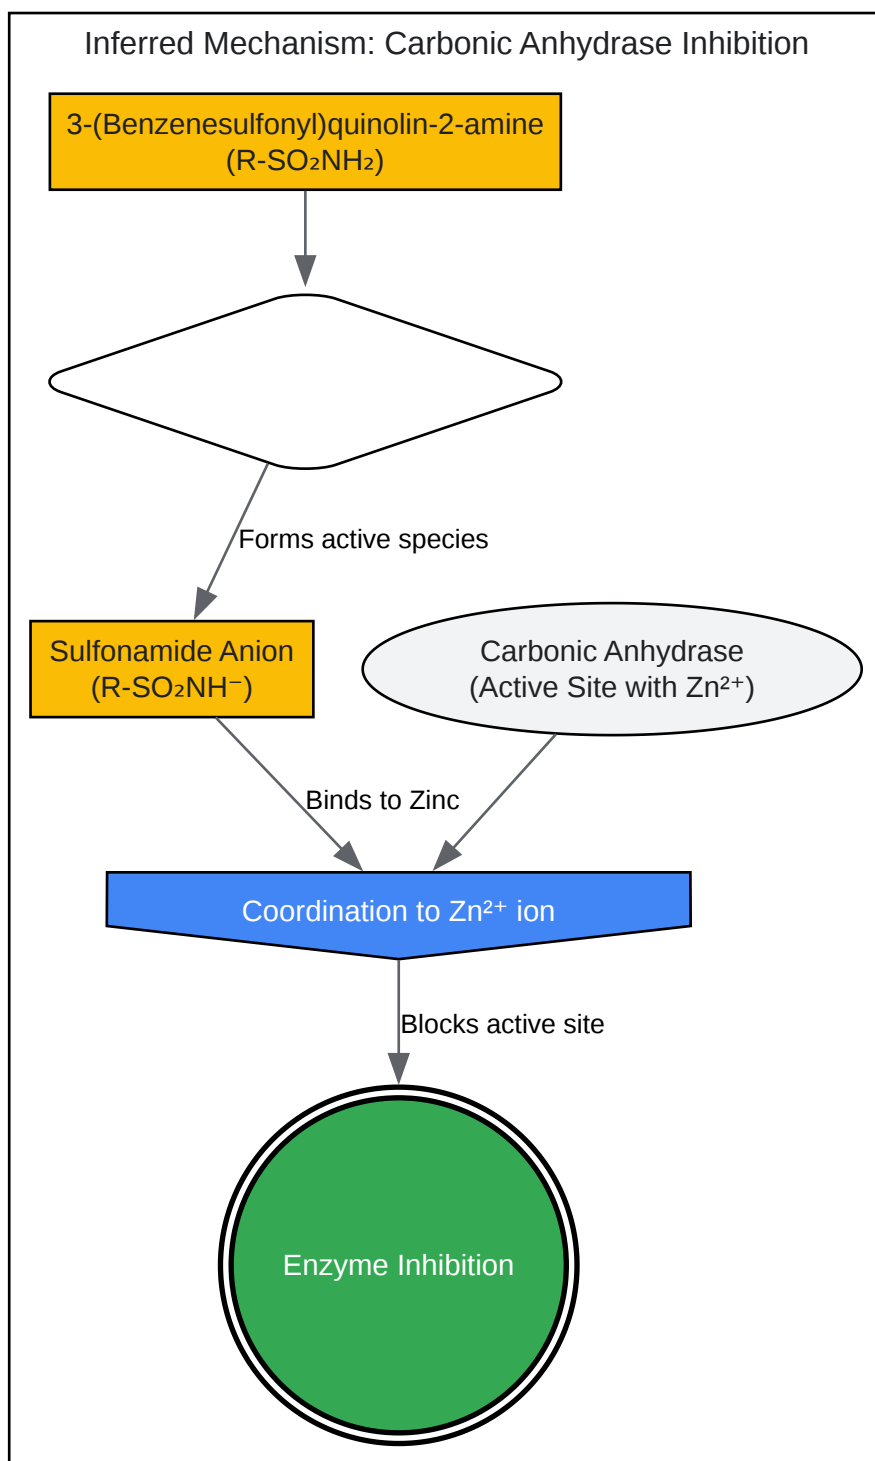 Inferred Mechanism: Carbonic Anhydrase Inhibition
3-(Benzenesulfonyl)quinolin-2-amine
(R-SO₂NH₂)
Forms active species
Sulfonamide Anion
(R-SO₂NH⁻)
Carbonic Anhydrase
(Active Site with Zn²⁺)
Binds to Zinc
Coordination to Zn²⁺ ion
Blocks active site
Enzyme Inhibition